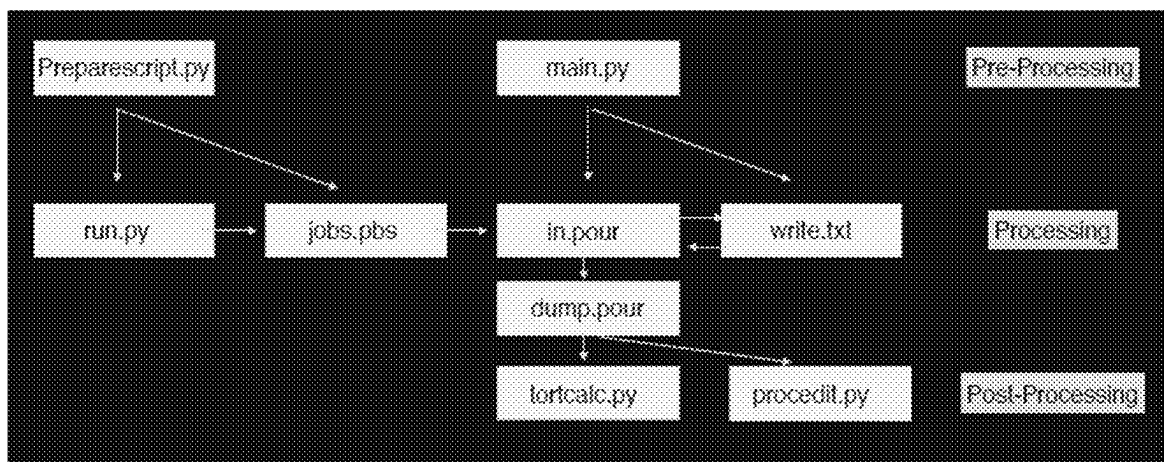 Preparescript.py main.py Pre-Processing
run.py jobs.pbs in.pour write.txt Processing
dump.pour
tortcalc.py procedit.py Post-Processing